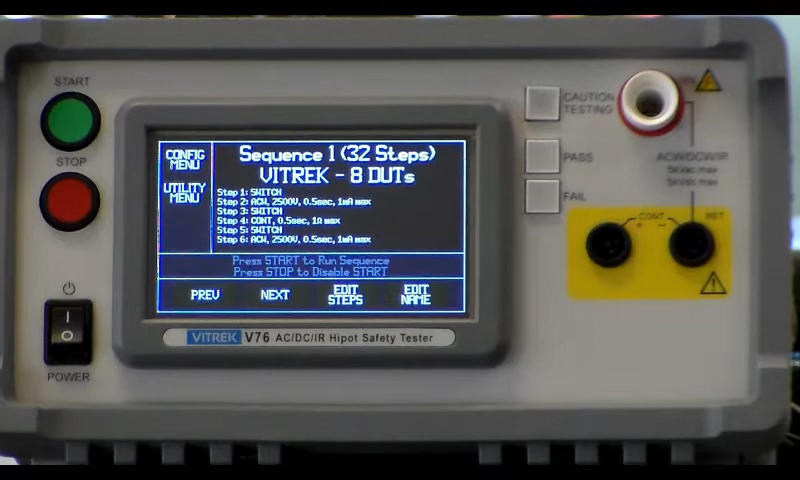 START
STOP
POWER
CONFIG
MENU
UTILITY
MENU
Sequence 1 (32 Steps)
VITREK - 8 DUTs
Step 1: SWITCH
Step 2: ACW, 2500V, 0.5sec, 1mA max
Step 3: SWITCH
Step 4: CONT, 0.5sec, 1Ω max
Step 5: SWITCH
Step 6: ACW, 2500V, 0.5sec, 1mA max
Press START to Run Sequence
Press STOP to Disable START
PREV
NEXT
EDIT
STEPS
EDIT
NAME
VITREK V76 AC/DC/IR Hipot Safety Tester
CAUTION
TESTING
PASS
FAIL
ACW/DCW/IR
5kVac max
5kVdc max
CONT
+ −
RET